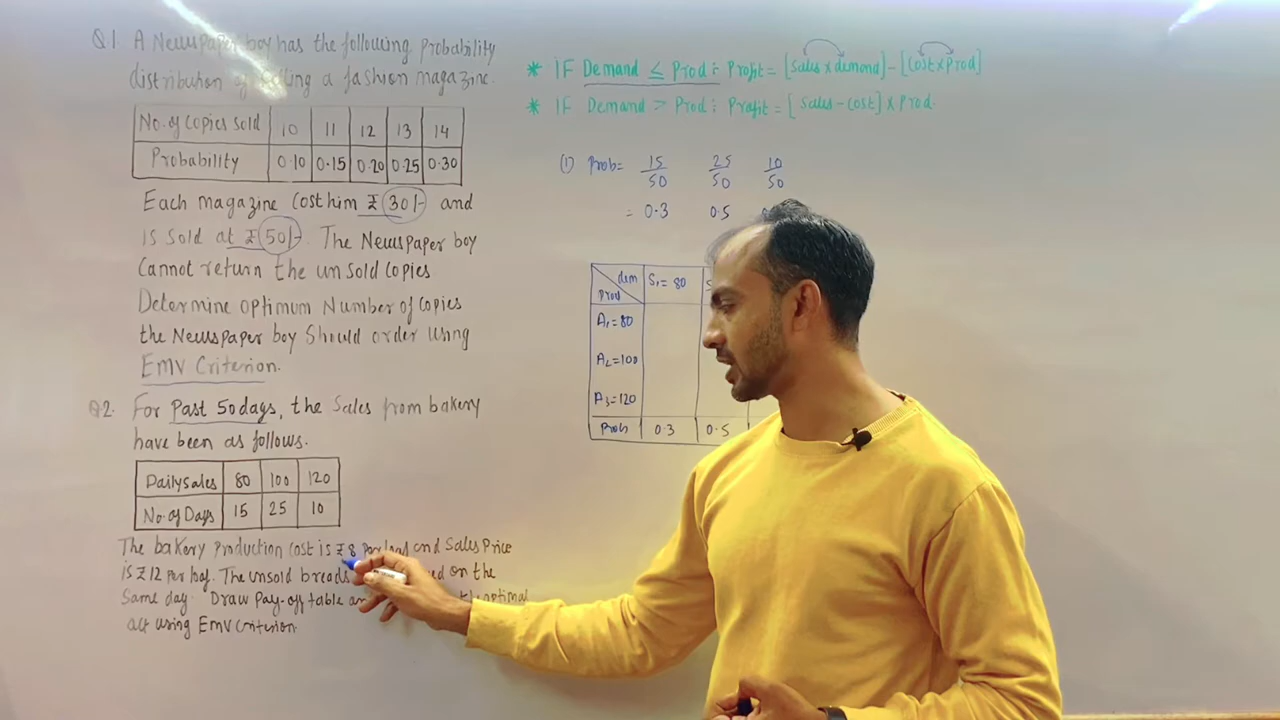 Q1. A Newspaper boy has the following Probability
distribution of selling a fashion magazine.
No. of Copies sold 10 11 12 13 14
Probability 0.10 0.15 0.20 0.25 0.30
Each magazine Cost him ₹ 30/- and
is sold at ₹ 50/-. The Newspaper boy
Cannot return the unsold copies.
Determine optimum Number of copies
the Newspaper boy should order using
EMV Criterion.
Q2. For Past 50 days, the Sales from bakery
have been as follows.
Daily sales 80 100 120
No. of Days 15 25 10
The bakery Production Cost is ₹ 8 Per and Sales Price
is ₹ 12 Per loaf. The unsold breads on the
Same day. Draw Pay-off table optimal
act using EMV Criterion.
* IF Demand ≤ Prod : Profit = [Sales x demand] - [Cost x Prod]
* IF Demand > Prod : Profit = [Sales - Cost] x Prod.
(1) Prob = 15/50 25/50 10/50
= 0.3 0.5
dem Prod S₁ = 80
A₁ = 80
A₂ = 100
A₃ = 120
Prob 0.3 0.5